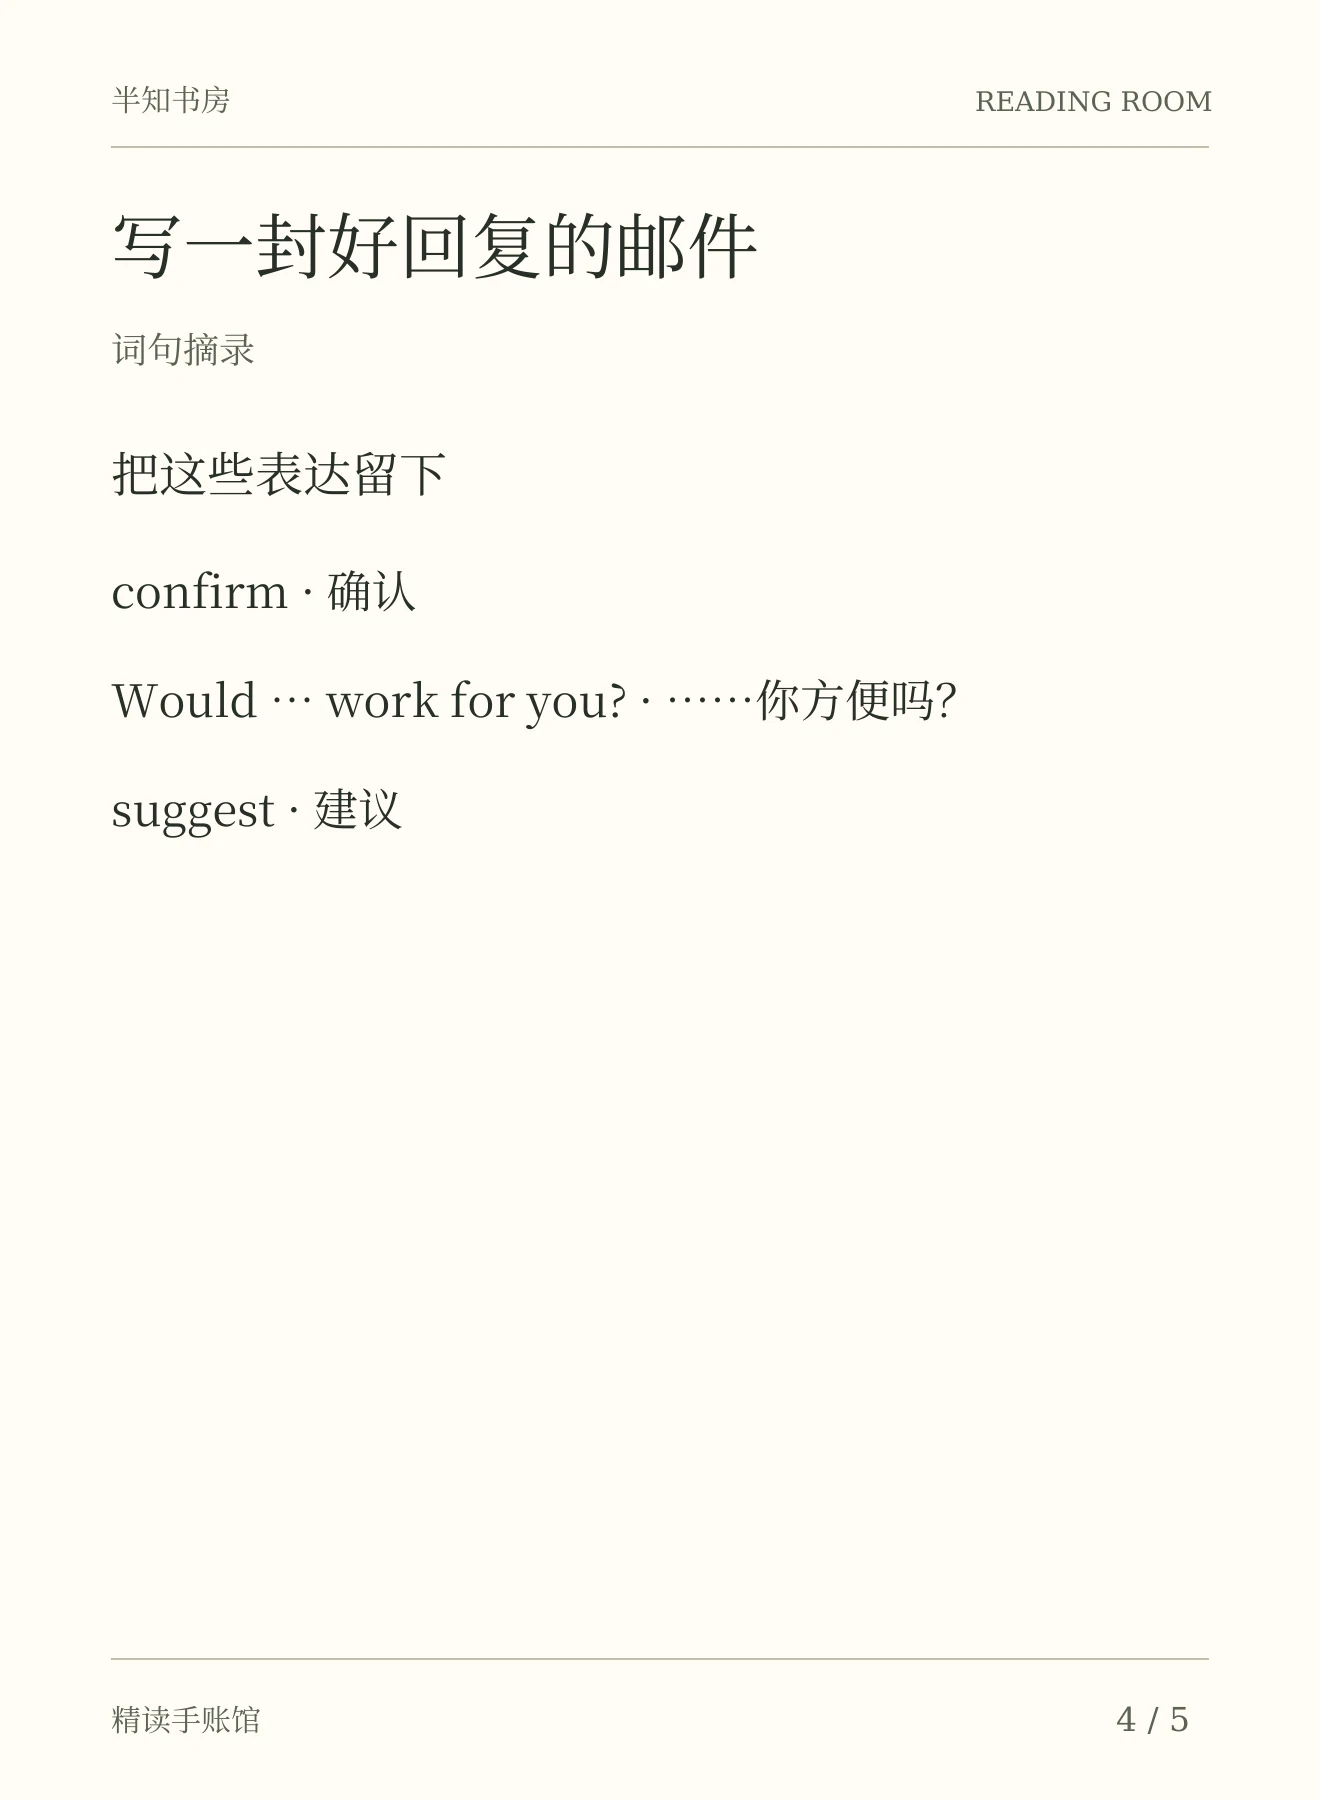 半知书房
READING ROOM
写一封好回复的邮件
词句摘录
把这些表达留下
confirm · 确认
Would … work for you? · ……你方便吗？
suggest · 建议
精读手账馆
4 / 5